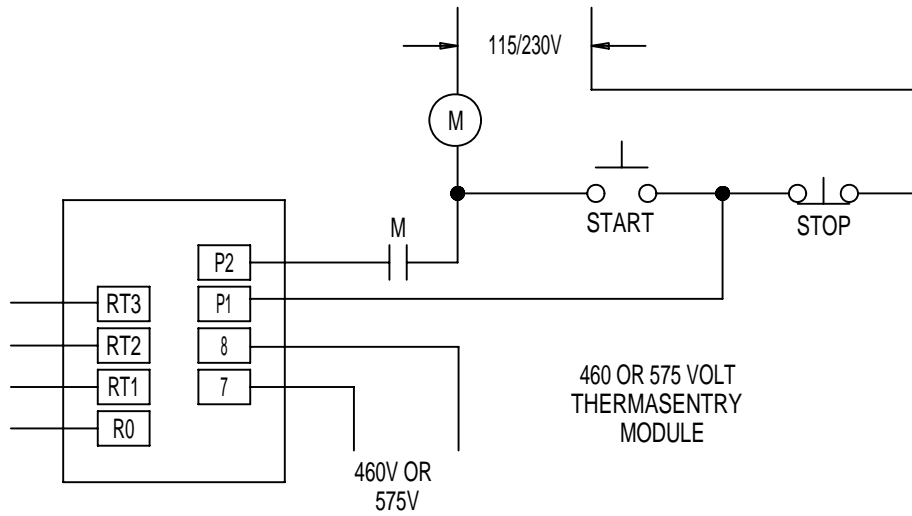 115/230V
M
START
STOP
M
P2
RT3
P1
RT2
8
RT1
7
R0
460 OR 575 VOLT
THERMASENTRY
MODULE
460V OR
575V